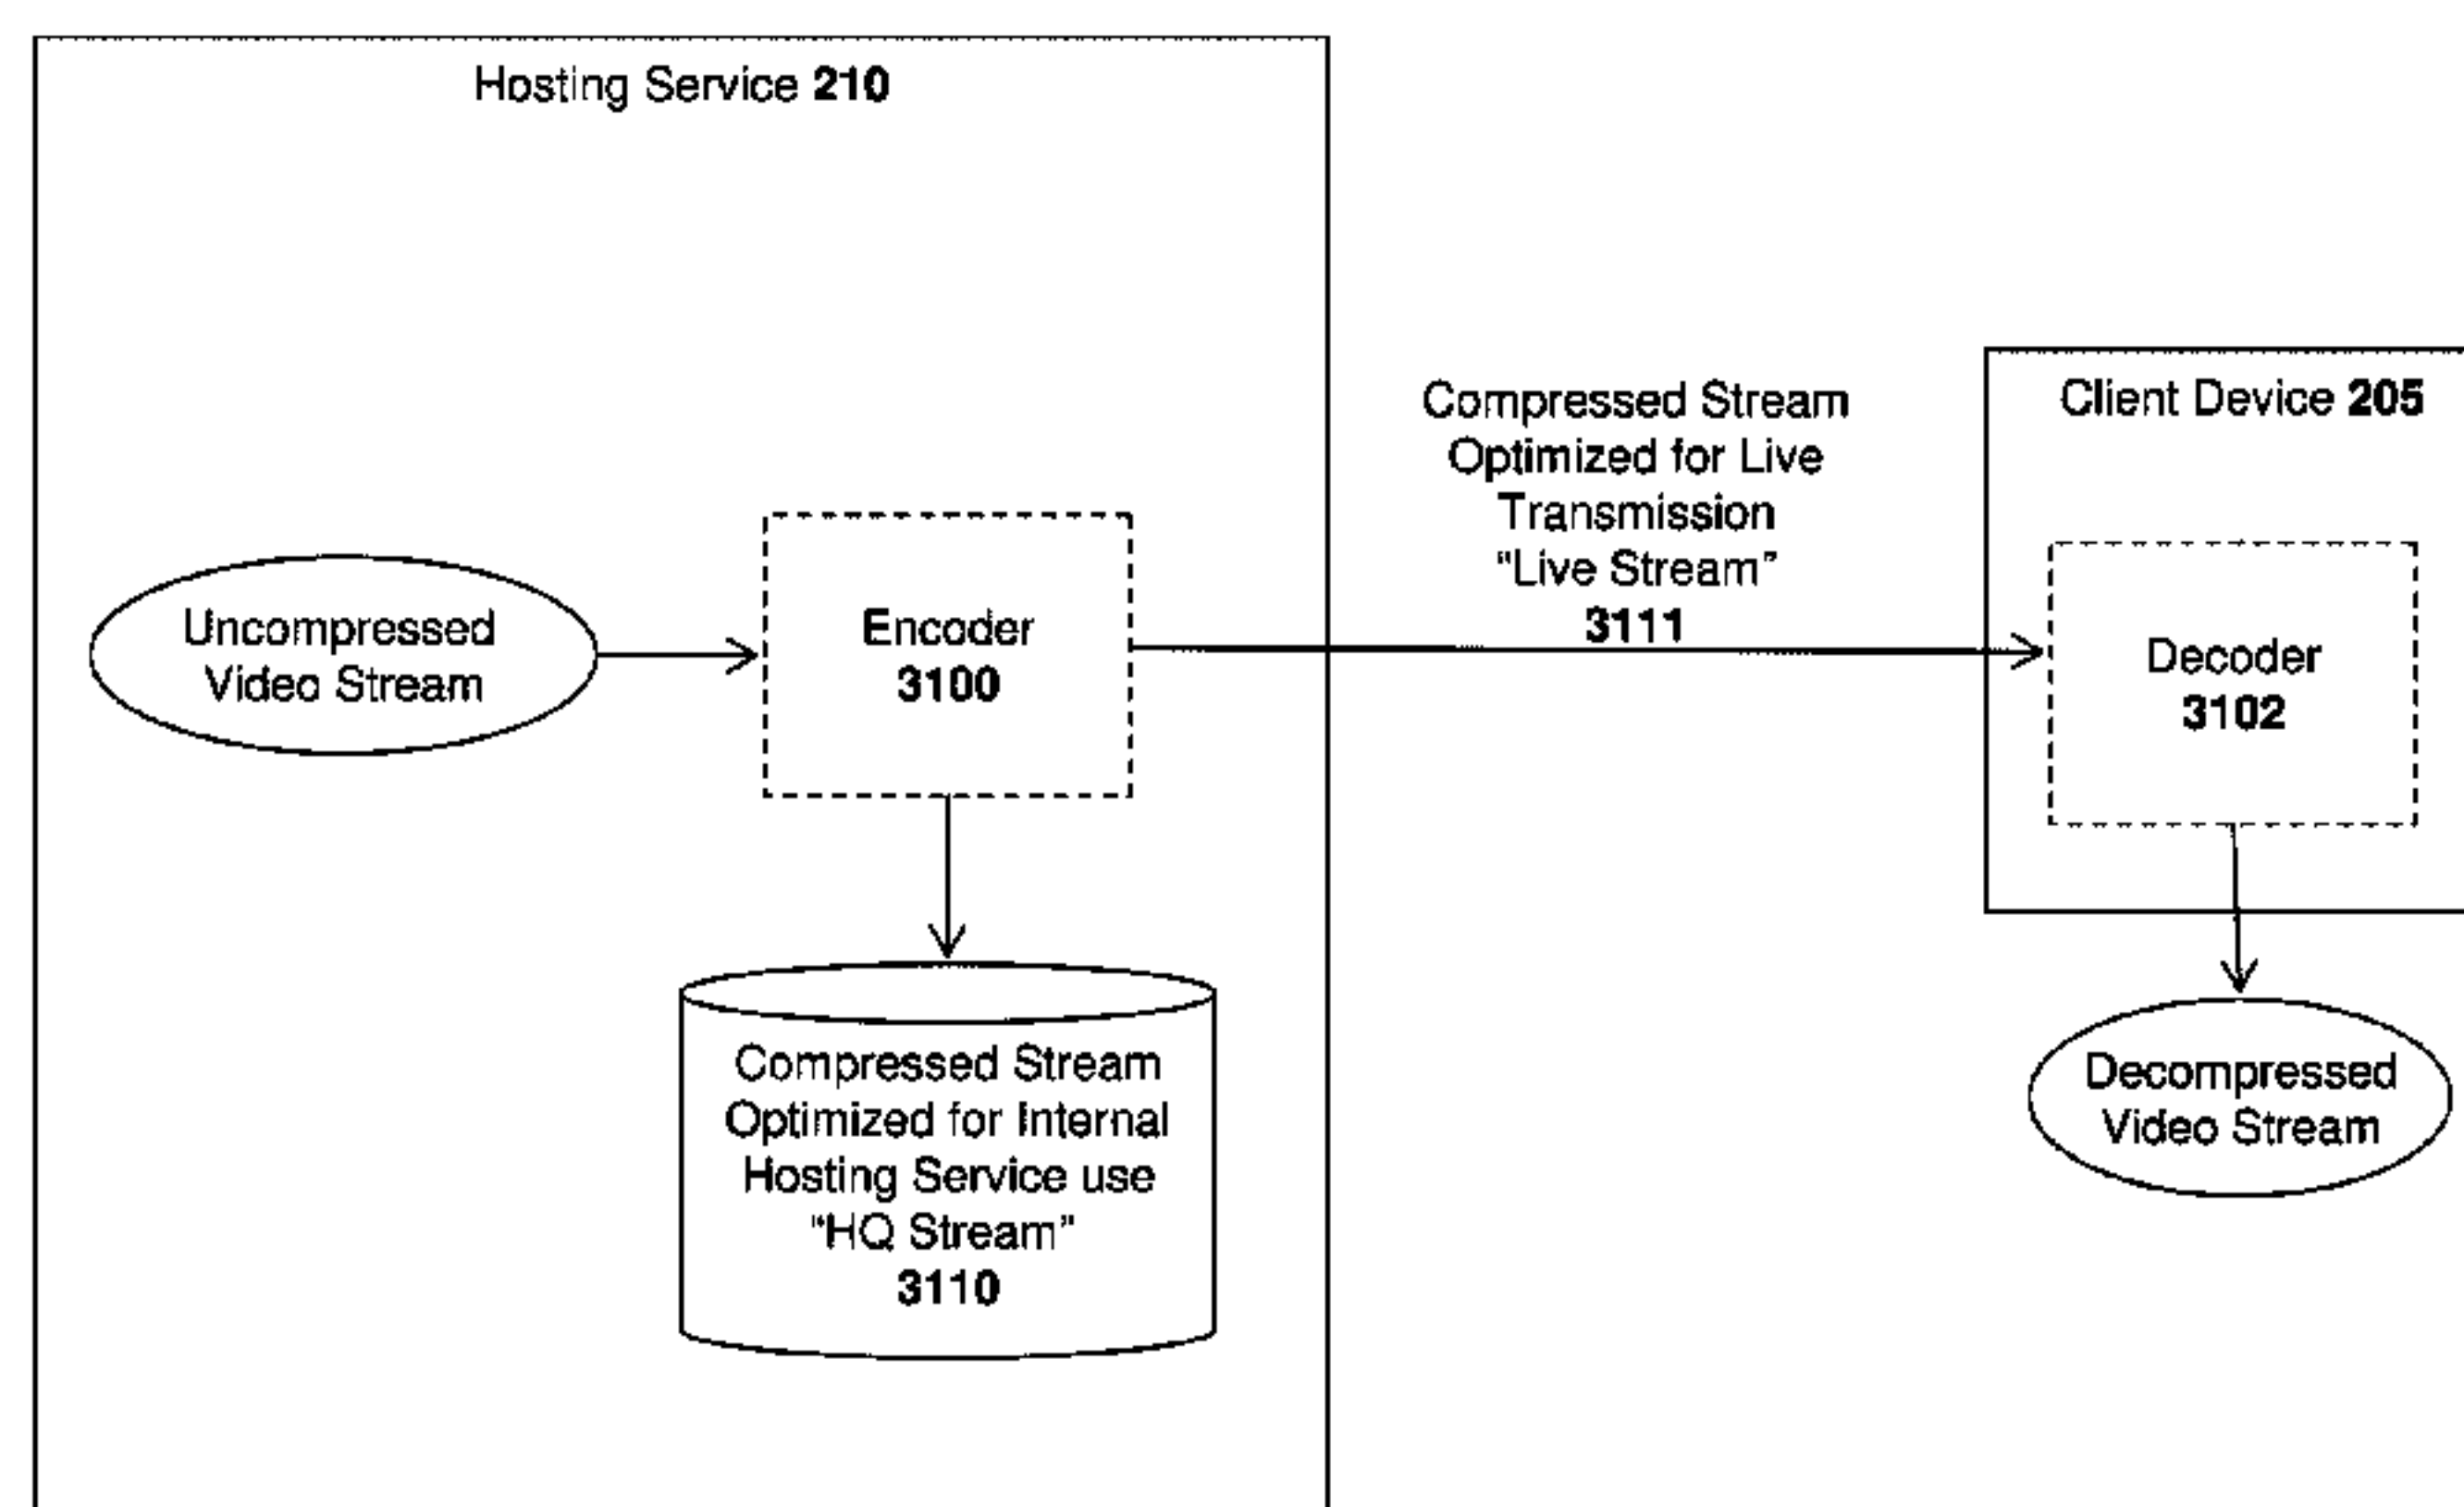 Hosting Service 210
Uncompressed
Video Stream
Encoder
3100
Compressed Stream
Optimized for Internal
Hosting Service use
"HQ Stream"
3110
Compressed Stream
Optimized for Live
Transmission
"Live Stream"
3111
Client Device 205
Decoder
3102
Decompressed
Video Stream